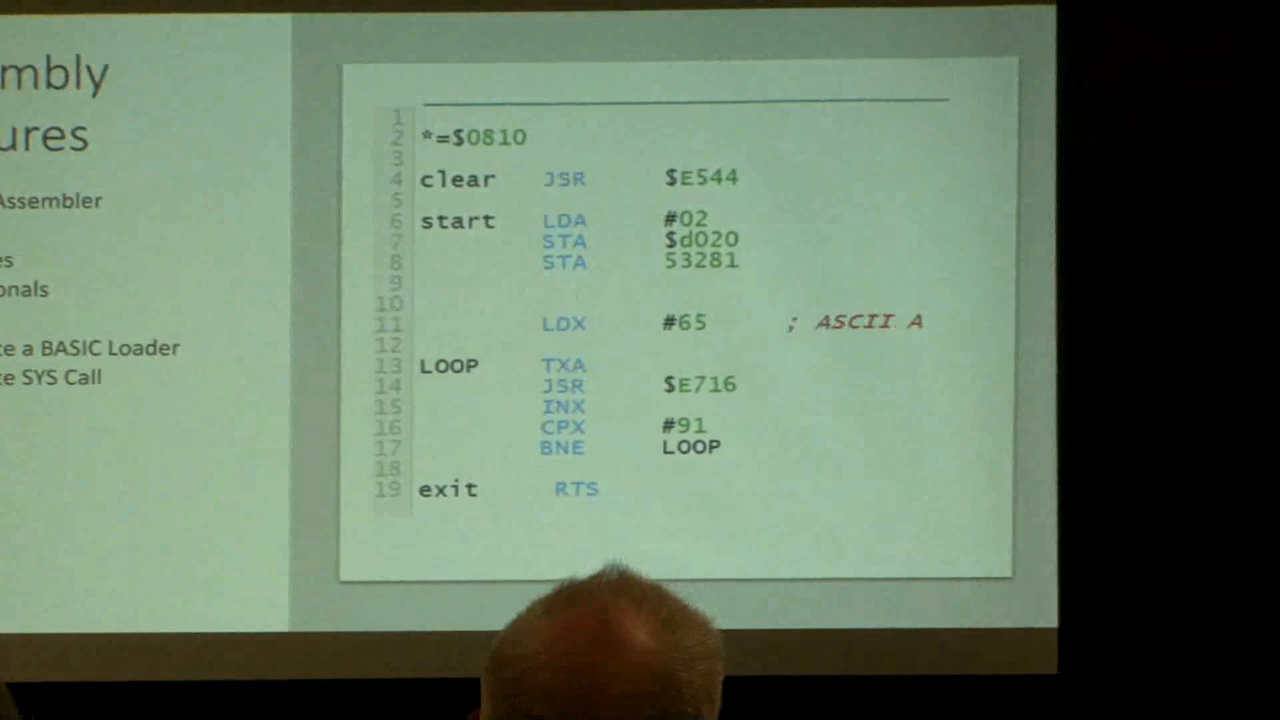 mbly
ures
Assembler
es
onals
te a BASIC Loader
te SYS Call
1
2 *=$0810
3
4 clear JSR $E544
5
6 start LDA #02
7 STA $d020
8 STA 53281
9
10
11 LDX #65 ; ASCII A
12
13 LOOP TXA
14 JSR $E716
15 INX
16 CPX #91
17 BNE LOOP
18
19 exit RTS